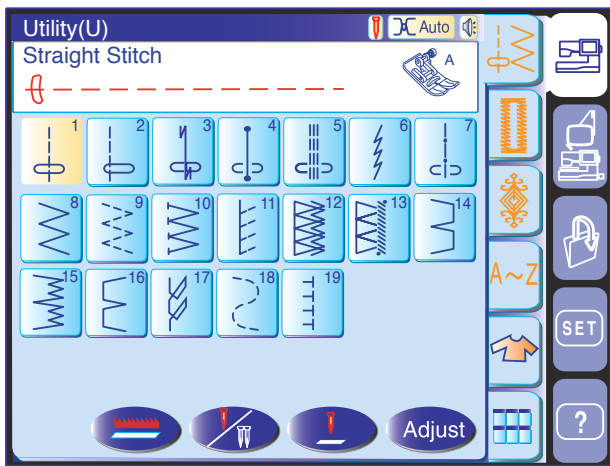 Utility(U)
Auto
Straight Stitch
A
1 2 3 4 5 6 7
8 9 10 11 12 13 14
15 16 17 18 19
Adjust
A~Z
SET
?